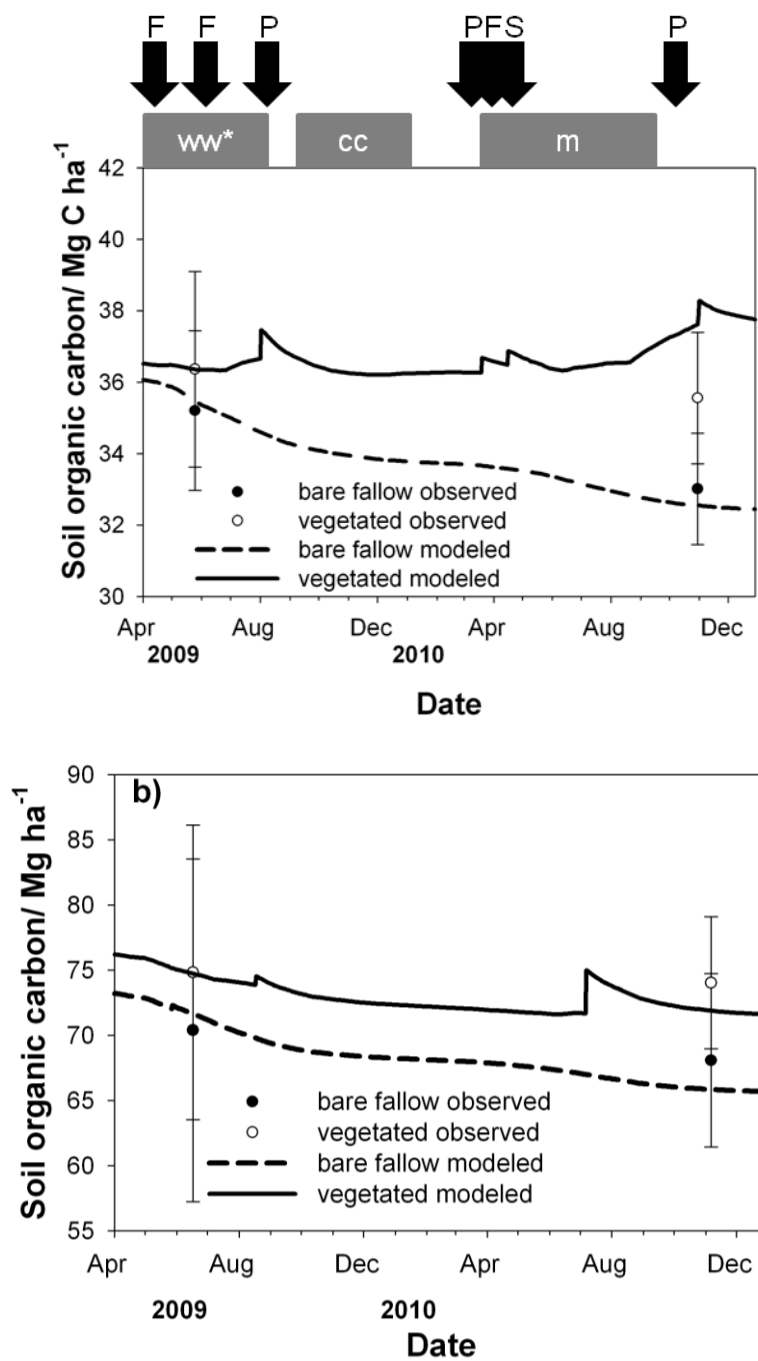 F F P PFS P
ww* cc m
Soil organic carbon/ Mg C ha⁻¹
42
40
38
36
34
32
30
bare fallow observed
vegetated observed
bare fallow modeled
vegetated modeled
Apr Aug Dec Apr Aug Dec
2009 2010
Date
b)
Soil organic carbon/ Mg ha⁻¹
90
85
80
75
70
65
60
55
bare fallow observed
vegetated observed
bare fallow modeled
vegetated modeled
Apr Aug Dec Apr Aug Dec
2009 2010
Date